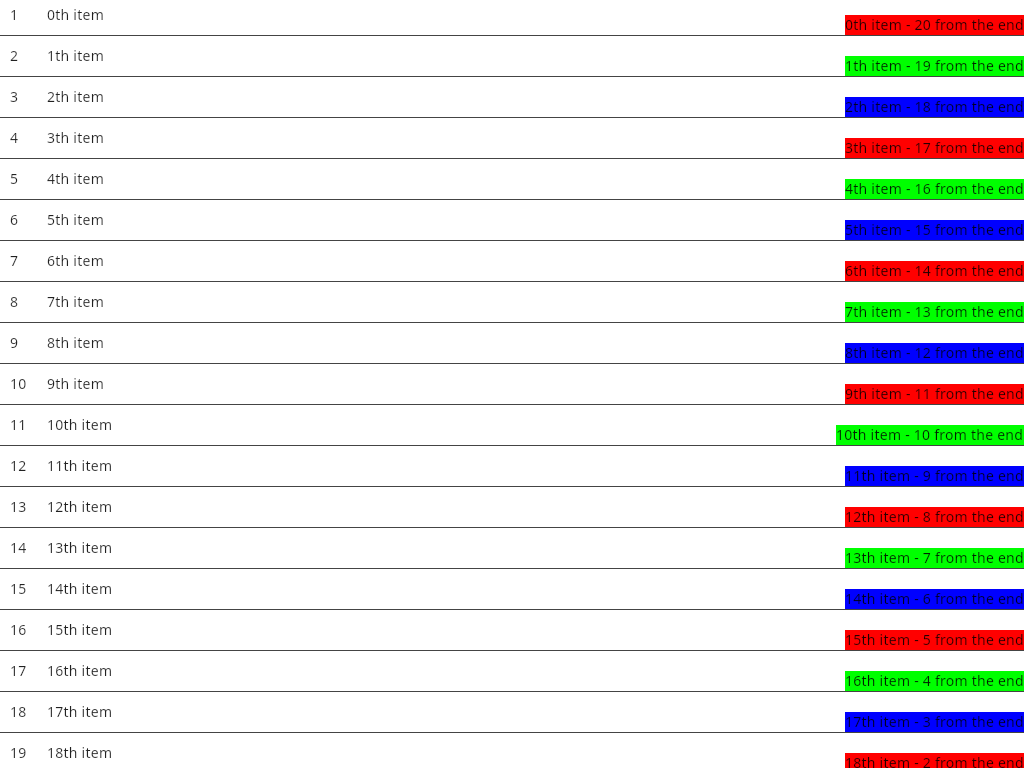 1 0th item 0th item - 20 from the end
2 1th item 1th item - 19 from the end
3 2th item 2th item - 18 from the end
4 3th item 3th item - 17 from the end
5 4th item 4th item - 16 from the end
6 5th item 5th item - 15 from the end
7 6th item 6th item - 14 from the end
8 7th item 7th item - 13 from the end
9 8th item 8th item - 12 from the end
10 9th item 9th item - 11 from the end
11 10th item 10th item - 10 from the end
12 11th item 11th item - 9 from the end
13 12th item 12th item - 8 from the end
14 13th item 13th item - 7 from the end
15 14th item 14th item - 6 from the end
16 15th item 15th item - 5 from the end
17 16th item 16th item - 4 from the end
18 17th item 17th item - 3 from the end
19 18th item 18th item - 2 from the end